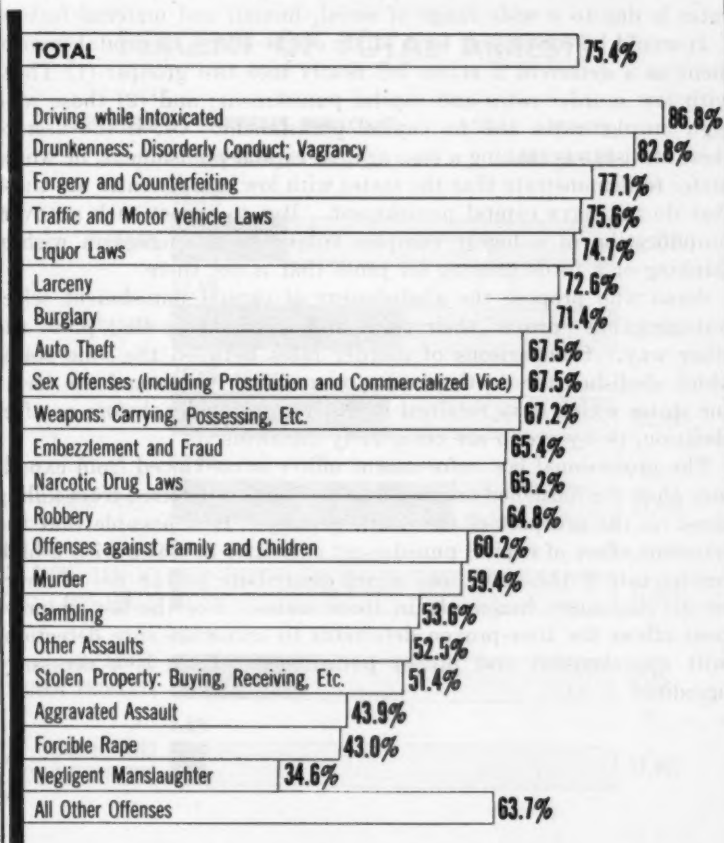 TOTAL 75.4%
Driving while Intoxicated 86.8%
Drunkenness; Disorderly Conduct; Vagrancy 82.8%
Forgery and Counterfeiting 77.1%
Traffic and Motor Vehicle Laws 75.6%
Liquor Laws 74.7%
Larceny 72.6%
Burglary 71.4%
Auto Theft 67.5%
Sex Offenses (Including Prostitution and Commercialized Vice) 67.5%
Weapons: Carrying, Possessing, Etc. 67.2%
Embezzlement and Fraud 65.4%
Narcotic Drug Laws 65.2%
Robbery 64.8%
Offenses against Family and Children 60.2%
Murder 59.4%
Gambling 53.6%
Other Assaults 52.5%
Stolen Property: Buying, Receiving, Etc. 51.4%
Aggravated Assault 43.9%
Forcible Rape 43.0%
Negligent Manslaughter 34.6%
All Other Offenses 63.7%